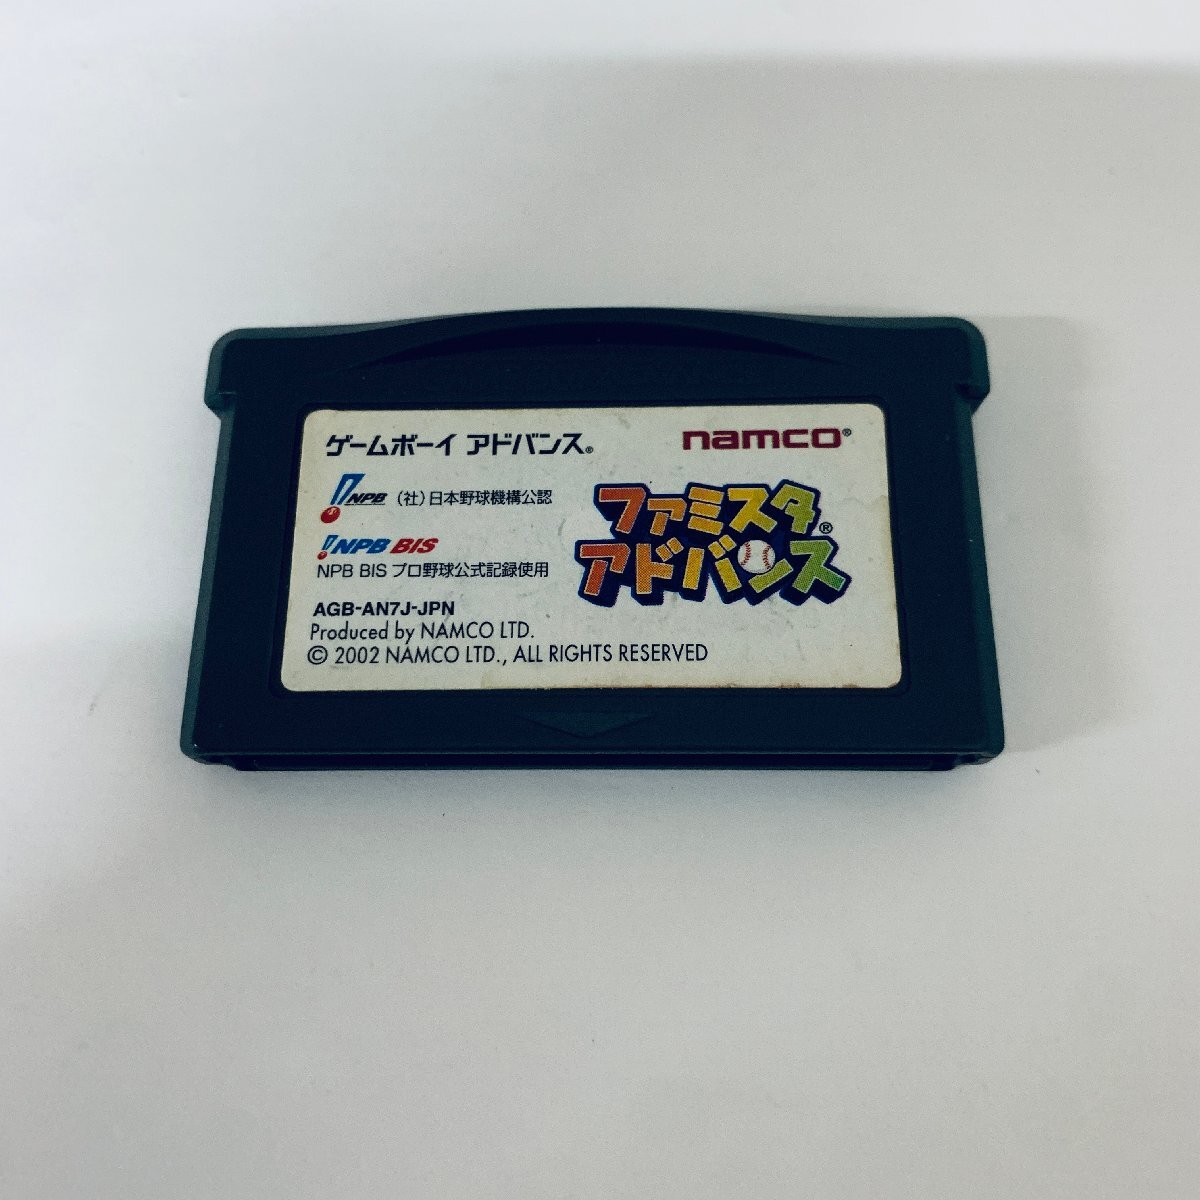 ゲームボーイ アドバンス®
namco®
NPB (社)日本野球機構公認
NPB BIS
NPB BIS プロ野球公式記録使用
ファミスタ®
アドバンス
AGB-AN7J-JPN
Produced by NAMCO LTD.
© 2002 NAMCO LTD., ALL RIGHTS RESERVED